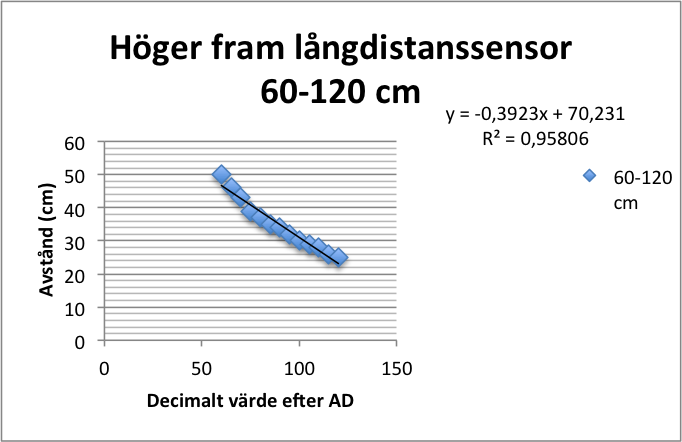 Höger fram långdistanssensor
60-120 cm
y = -0,3923x + 70,231
R² = 0,95806
60-120
cm
Avstånd (cm)
60
50
40
30
20
10
0
0 50 100 150
Decimalt värde efter AD